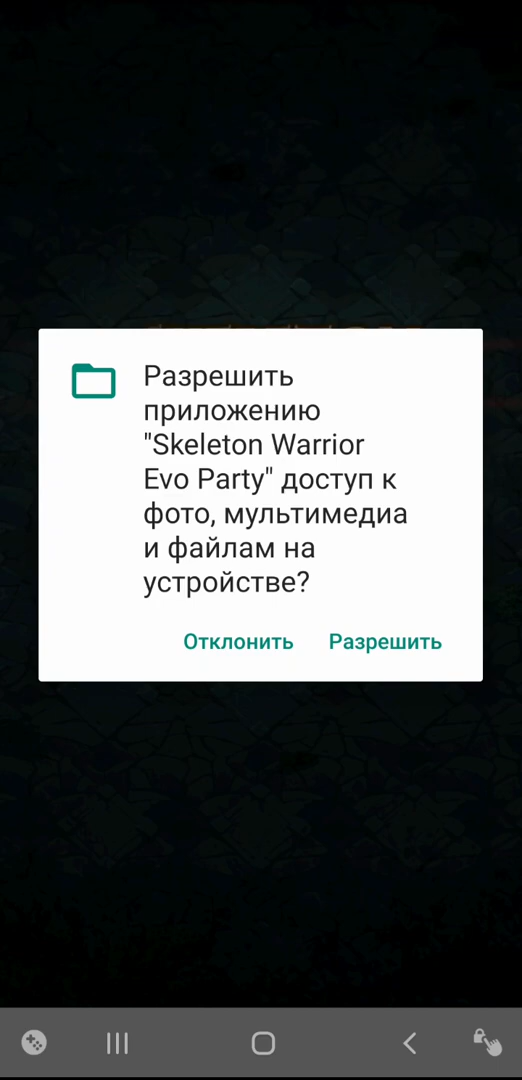 Разрешить
приложению
"Skeleton Warrior
Evo Party" доступ к
фото, мультимедиа
и файлам на
устройстве?
Отклонить Разрешить